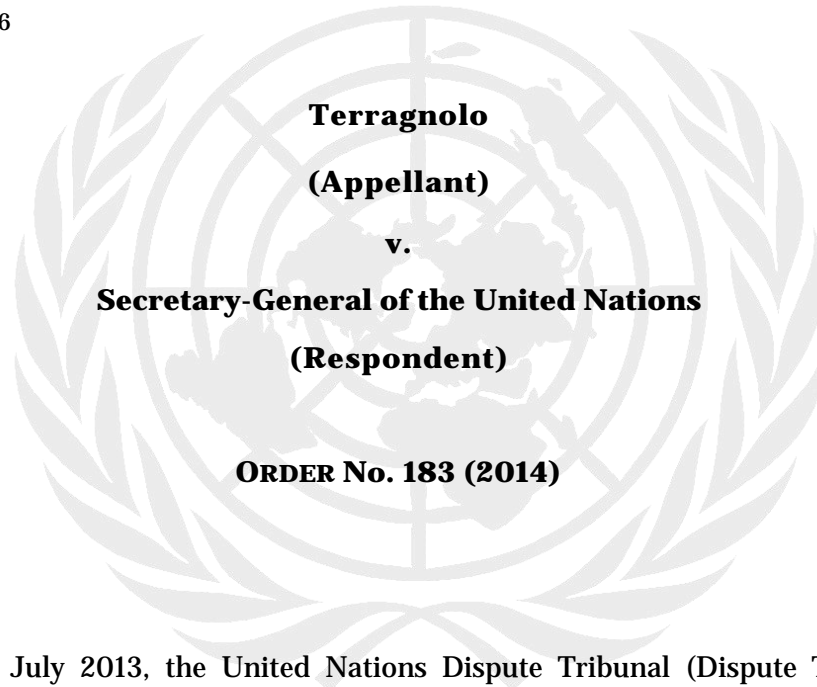 6
Terragnolo
(Appellant)
v.
Secretary-General of the United Nations
(Respondent)
ORDER No. 183 (2014)
July 2013, the United Nations Dispute Tribunal (Dispute